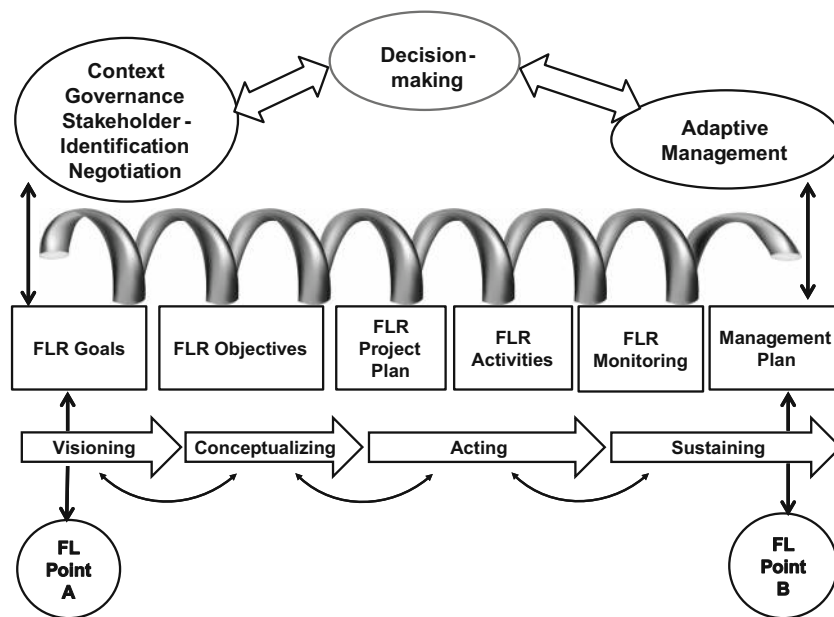 Context
Governance
Stakeholder -
Identification
Negotiation
Decision-
making
Adaptive
Management
FLR Goals
FLR Objectives
FLR
Project
Plan
FLR
Activities
FLR
Monitoring
Management
Plan
Visioning
Conceptualizing
Acting
Sustaining
FL
Point
A
FL
Point
B